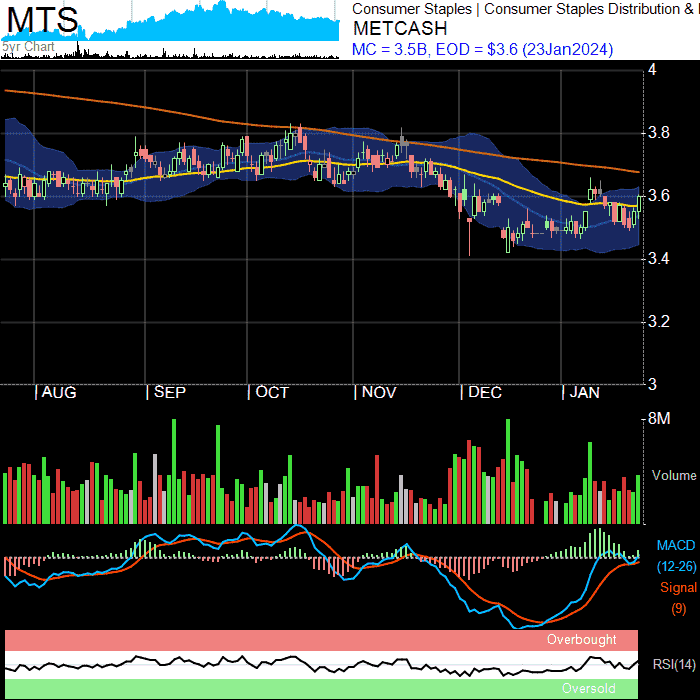 MTS
5yr Chart
Consumer Staples | Consumer Staples Distribution &
METCASH
MC = 3.5B, EOD = $3.6 (23Jan2024)
4
3.8
3.6
3.4
3.2
3
| AUG | SEP | OCT | NOV | DEC | JAN
8M
Volume
MACD
(12-26)
Signal
(9)
Overbought
RSI(14)
Oversold